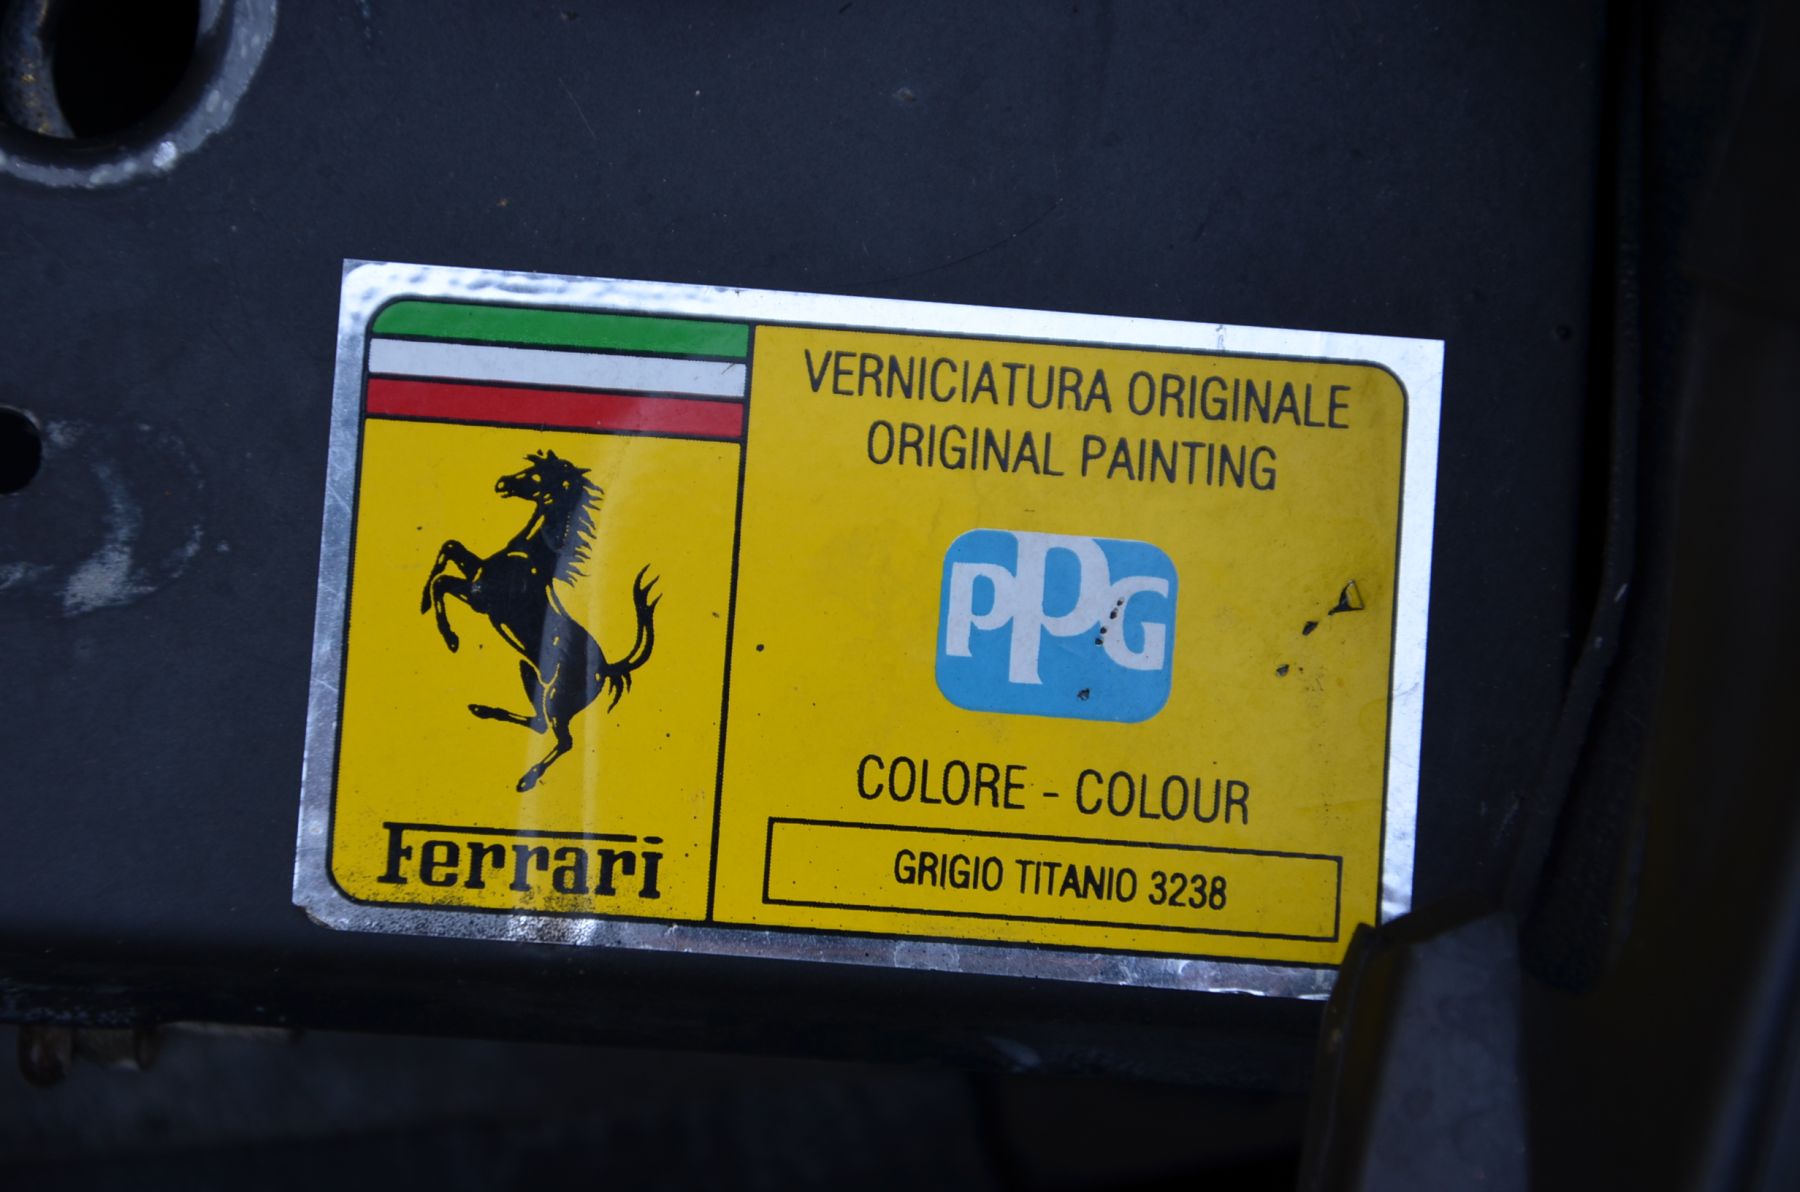 Ferrari
VERNICIATURA ORIGINALE
ORIGINAL PAINTING
PPG
COLORE - COLOUR
GRIGIO TITANIO 3238